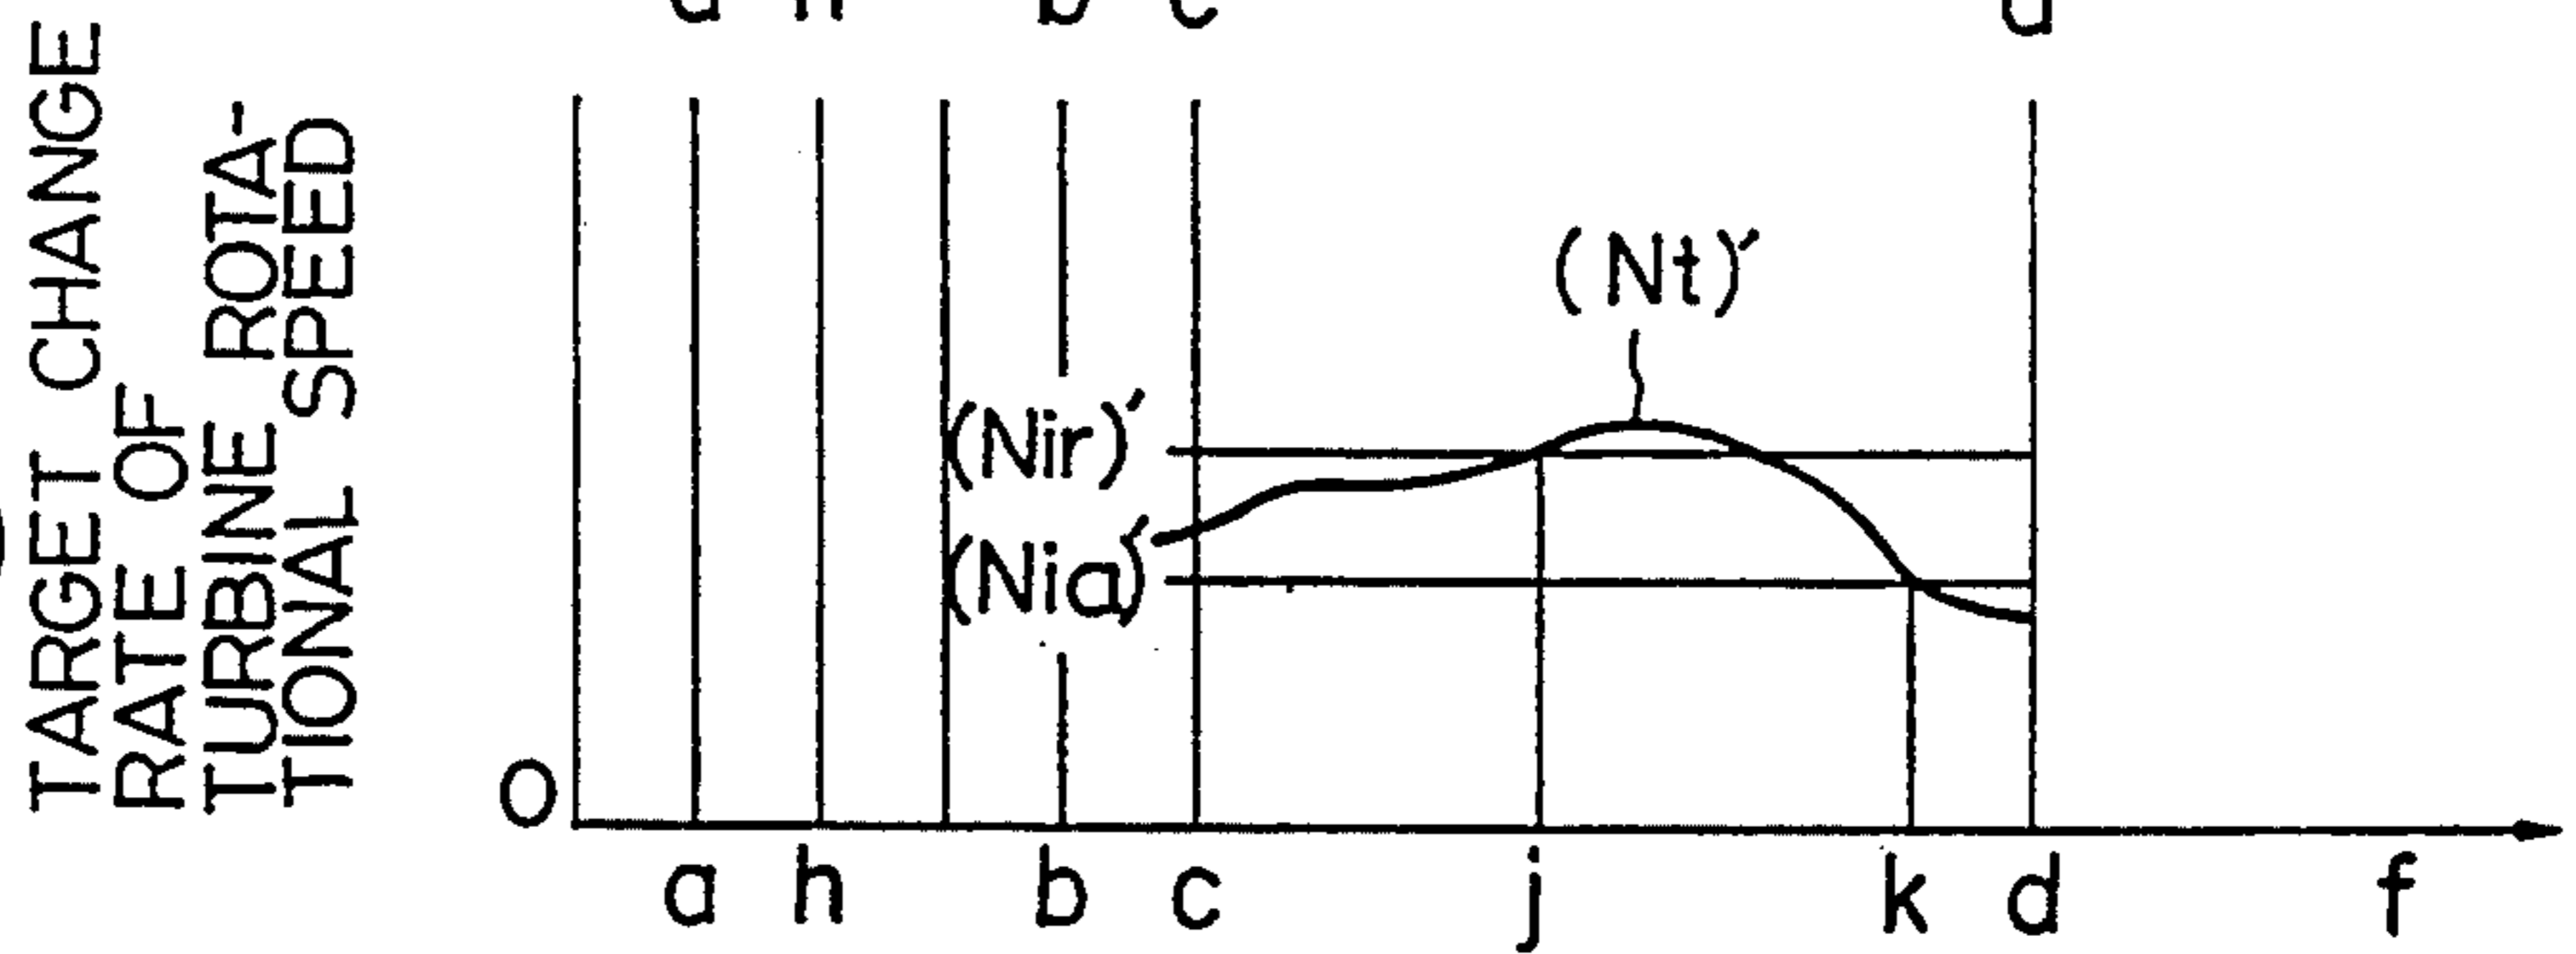 TARGET CHANGE
RATE OF
TURBINE ROTA-
TIONAL SPEED
(Nt)′
(Nir)′
(Nia)′
O
a h b c j k d f